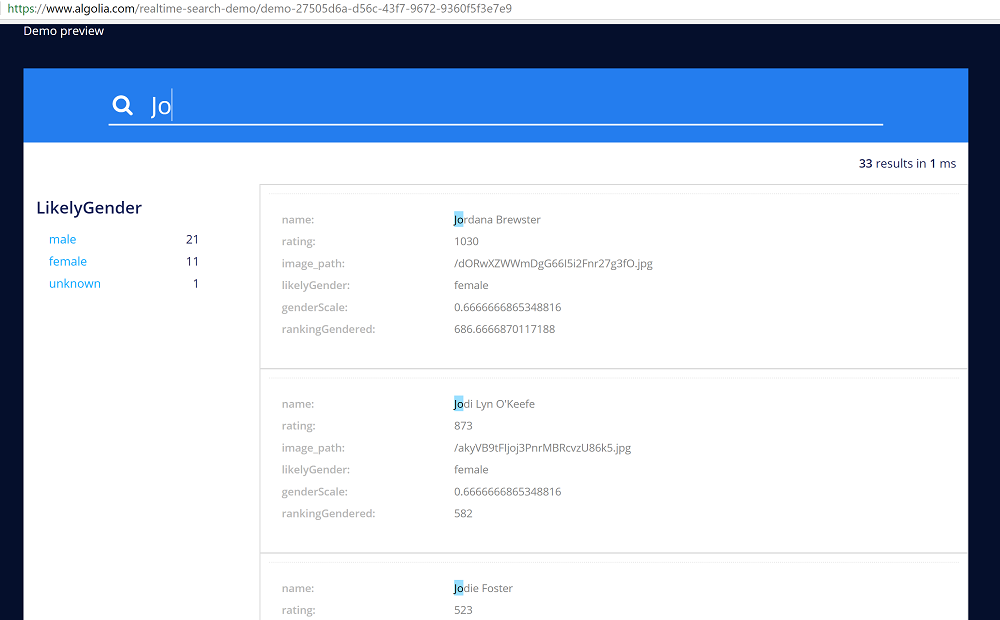 https://www.algolia.com/realtime-search-demo/demo-27505d6a-d56c-43f7-9672-9360f5f3e7e9
Demo preview
Jo
33 results in 1 ms
LikelyGender
male 21
female 11
unknown 1
name: Jordana Brewster
rating: 1030
image_path: /dORwXZWWmDgG66I5i2Fnr27g3fO.jpg
likelyGender: female
genderScale: 0.6666666865348816
rankingGendered: 686.6666870117188
name: Jodi Lyn O'Keefe
rating: 873
image_path: /akyVB9tFIjoj3PnrMBRcvzU86k5.jpg
likelyGender: female
genderScale: 0.6666666865348816
rankingGendered: 582
name: Jodie Foster
rating: 523